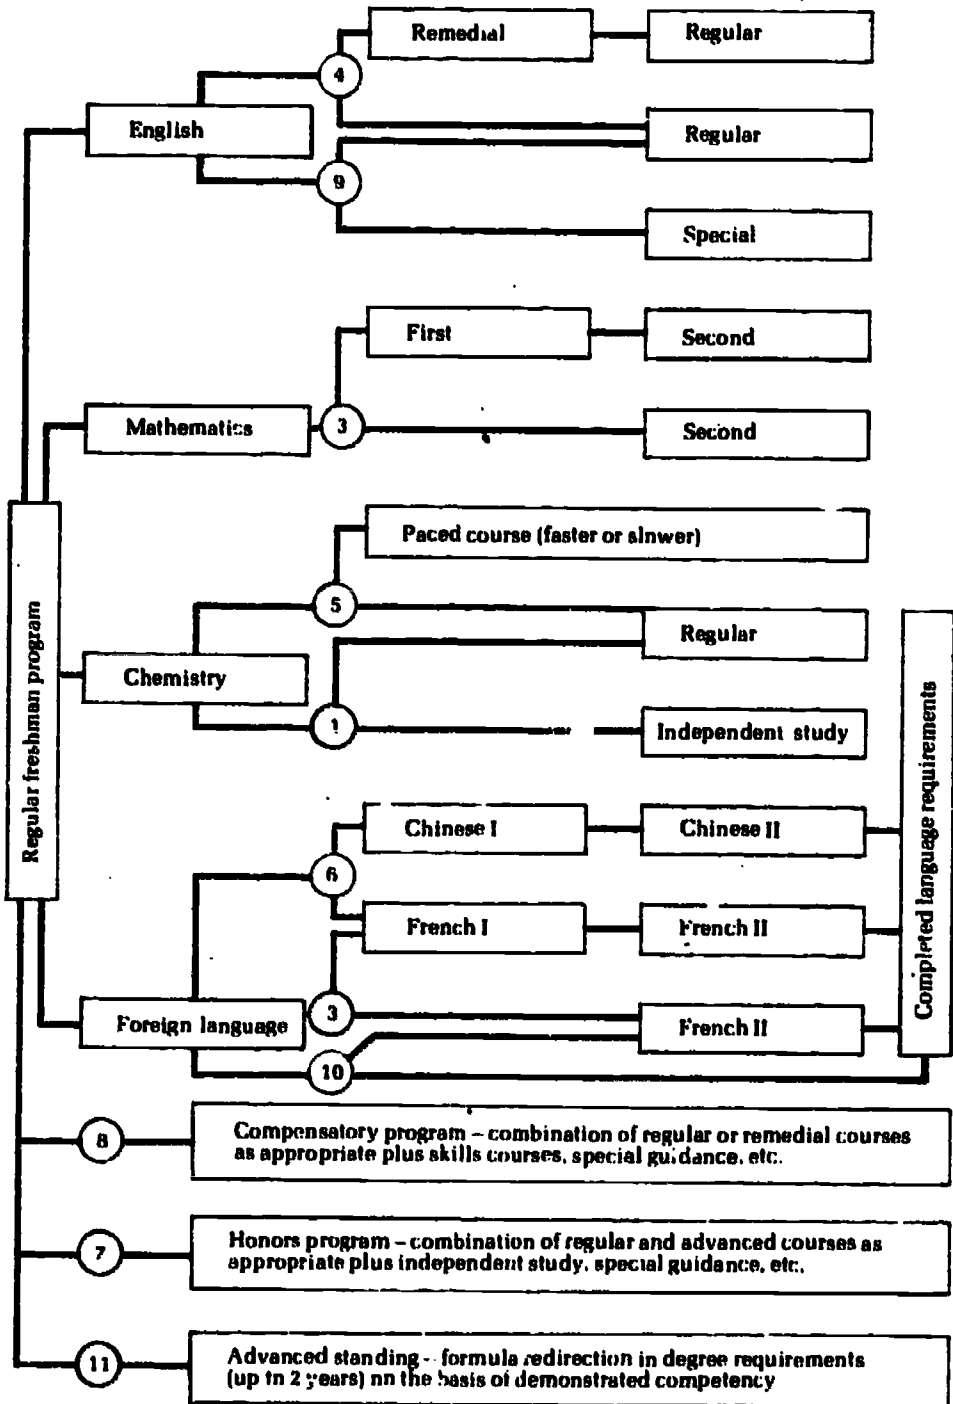 Remedial
Regular
4
English
Regular
9
Special
First
Second
Mathematics
3
Second
Paced course (faster or slnwer)
5
Regular
Chemistry
1
Independent study
Regular freshman program
Completed language requirements
Chinese I
Chinese II
6
French I
French II
3
Foreign language
French II
10
8
Compensatory program – combination of regular or remedial courses
as appropriate plus skills courses, special guidance, etc.
7
Honors program – combination of regular and advanced courses as
appropriate plus independent study, special guidance, etc.
11
Advanced standing - formula redirection in degree requirements
(up tn 2 years) nn the basis of demonstrated competency